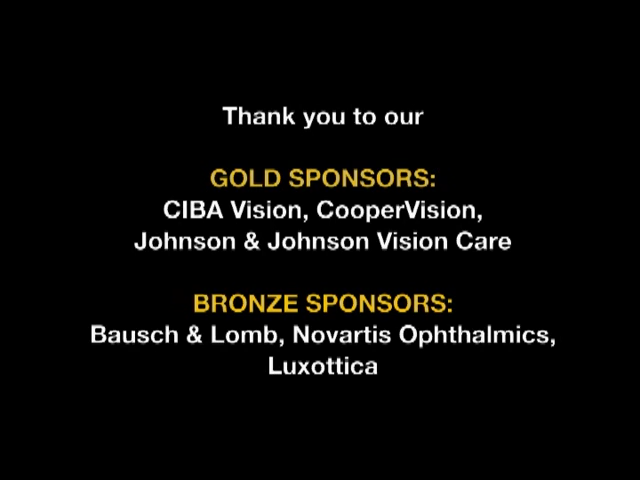 Thank you to our
GOLD SPONSORS:
CIBA Vision, CooperVision,
Johnson & Johnson Vision Care
BRONZE SPONSORS:
Bausch & Lomb, Novartis Ophthalmics,
Luxottica